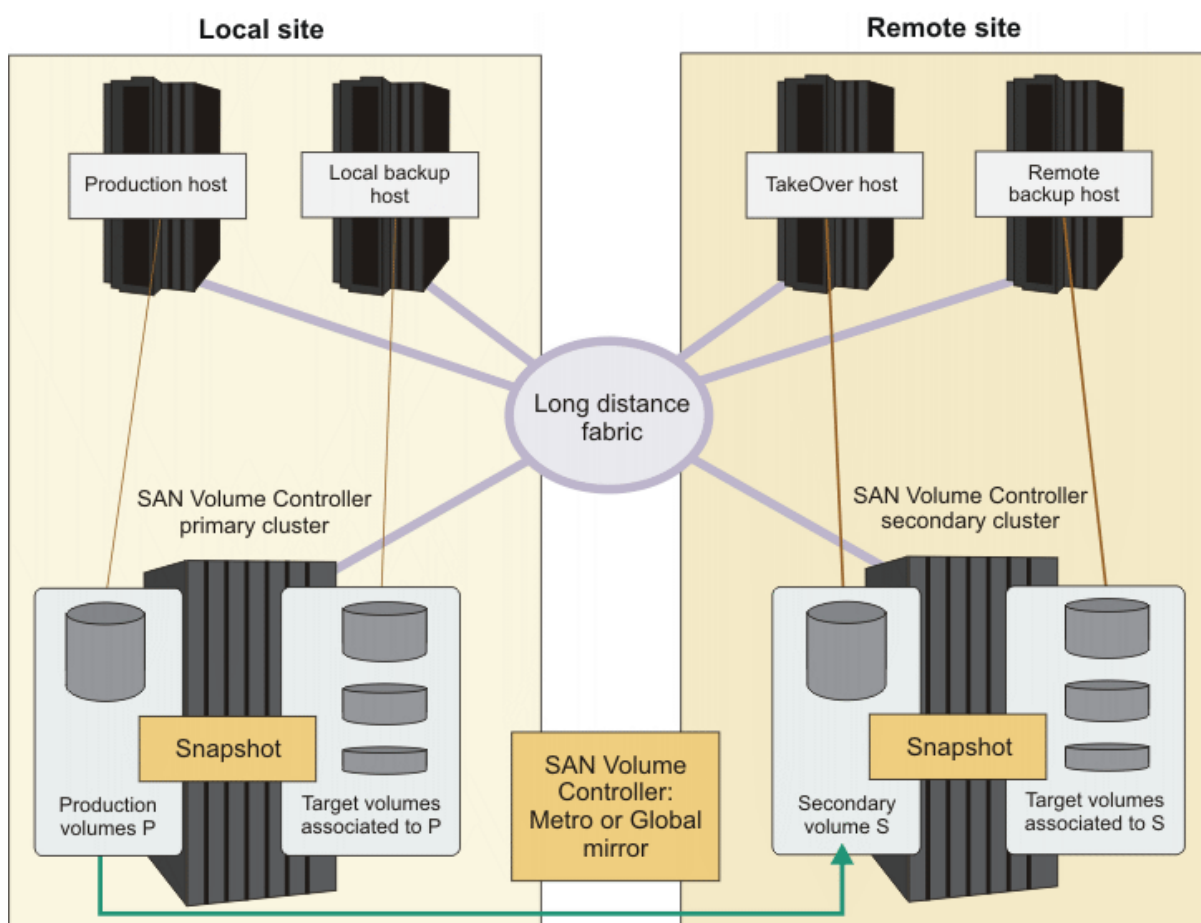 Local site
Remote site
Production host
Local backup
host
TakeOver host
Remote
backup host
Long distance
fabric
SAN Volume Controller
primary cluster
SAN Volume Controller
secondary cluster
Snapshot
Production
volumes P
Target volumes
associated to P
SAN Volume
Controller:
Metro or Global
mirror
Snapshot
Secondary
volume S
Target volumes
associated to S